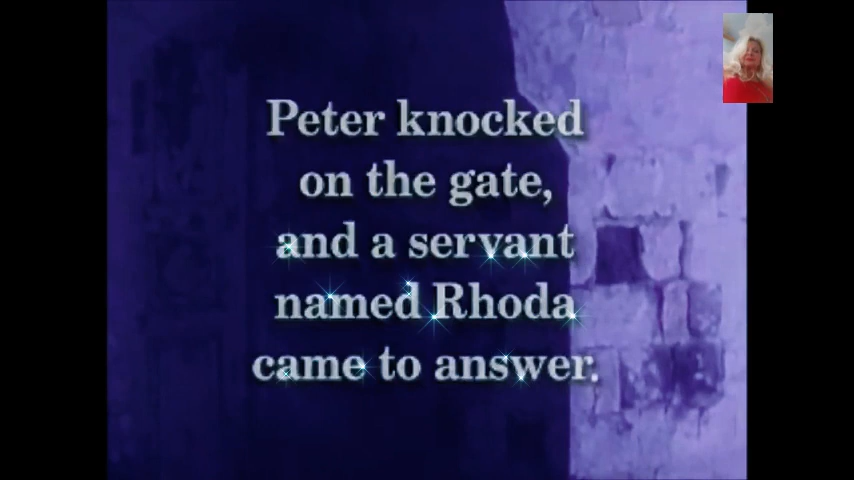 Peter knocked
on the gate,
and a servant
named Rhoda
came to answer.